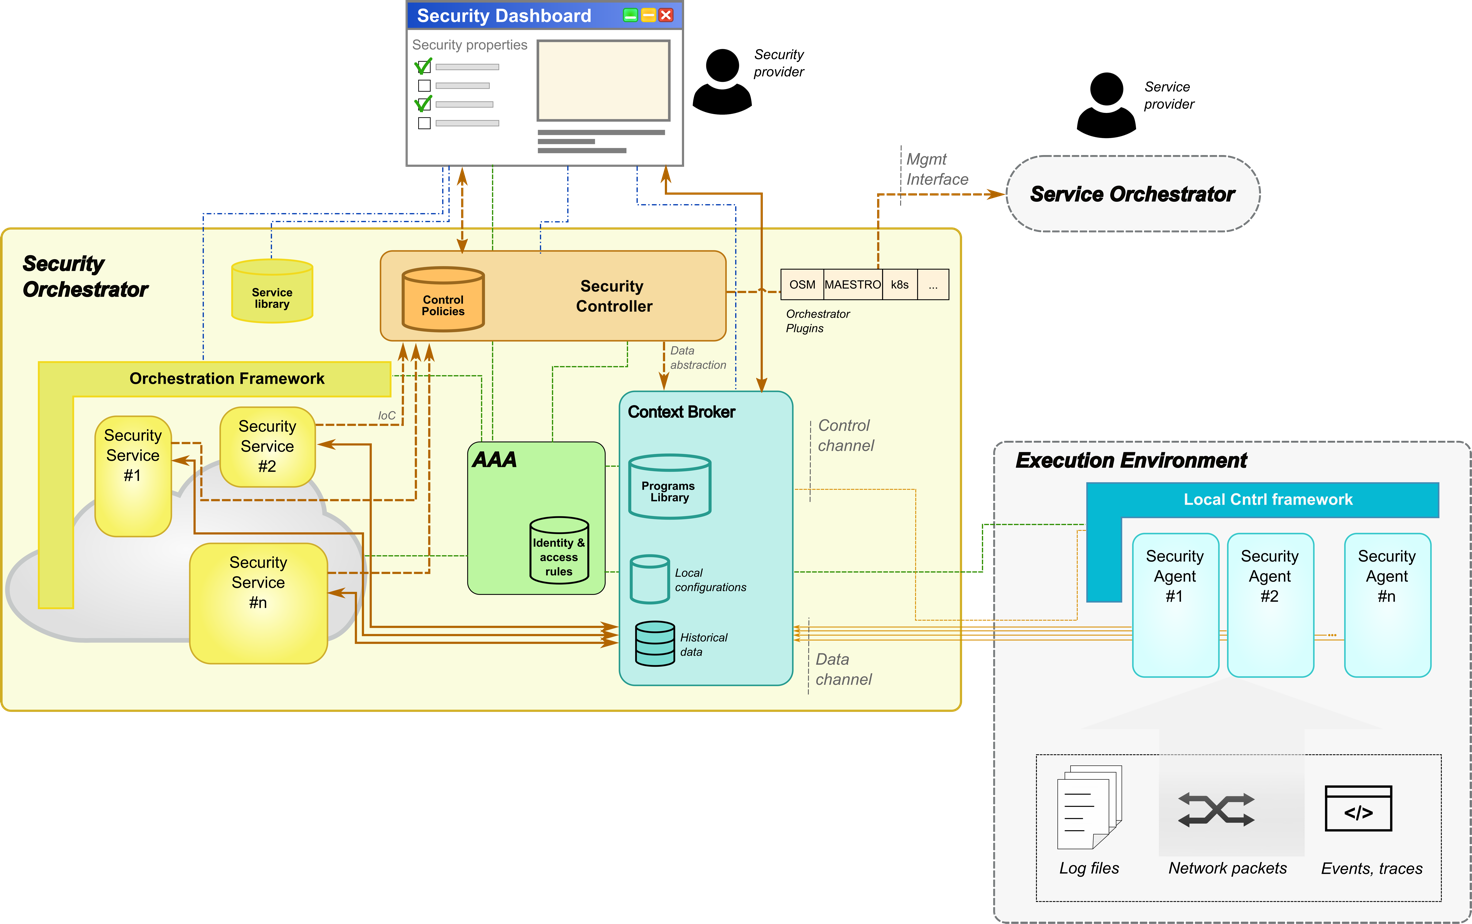 Security Dashboard
Security properties
Security
provider
Service
provider
Mgmt
Interface
Service Orchestrator
Security
Orchestrator
Service
library
Control
Policies
Security
Controller
OSM
MAESTRO
k8s
...
Orchestrator
Plugins
Data
abstraction
Orchestration Framework
IoC
Security
Service
#1
Security
Service
#2
Security
Service
#n
AAA
Identity &
access
rules
Context Broker
Programs
Library
Local
configurations
Historical
data
Control
channel
Data
channel
Execution Environment
Local Cntrl framework
Security
Agent
#1
Security
Agent
#2
Security
Agent
#n
...
</>
Log files
Network packets
Events, traces